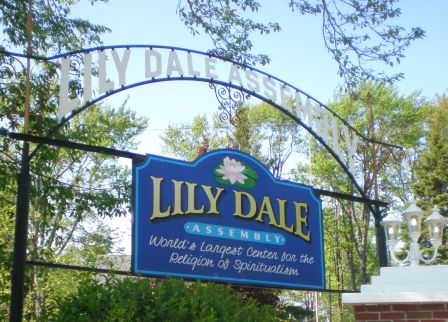 LILY DALE ASSEMBLY
LILY DALE
ASSEMBLY
World's Largest Center for the
Religion of Spiritualism